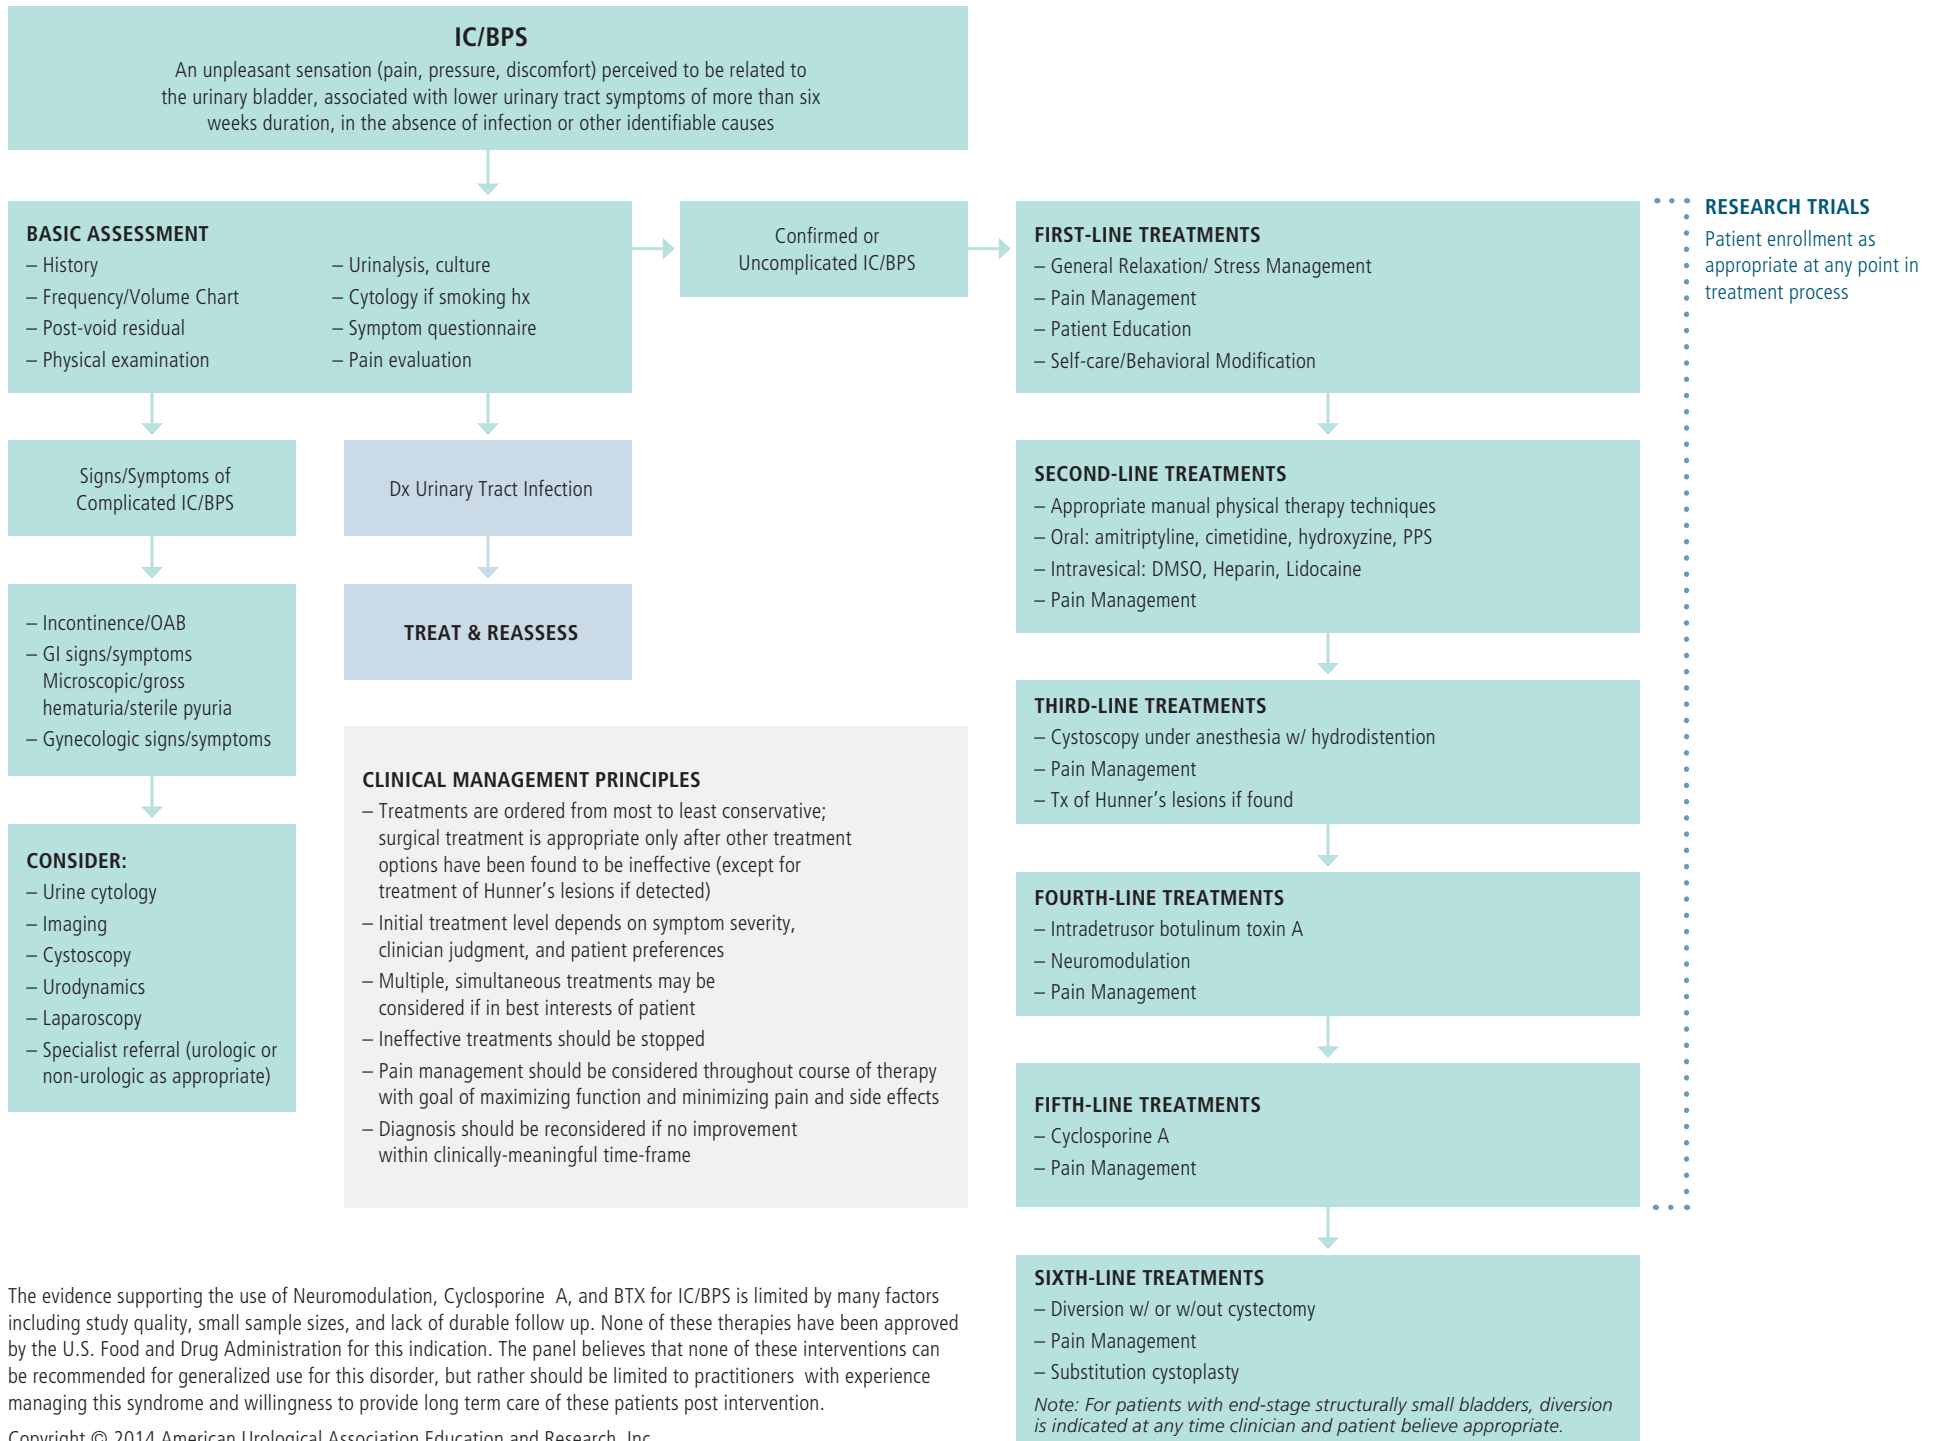 IC/BPS
An unpleasant sensation (pain, pressure, discomfort) perceived to be related to
the urinary bladder, associated with lower urinary tract symptoms of more than six
weeks duration, in the absence of infection or other identifiable causes
BASIC ASSESSMENT
– History
– Frequency/Volume Chart
– Post-void residual
– Physical examination
– Urinalysis, culture
– Cytology if smoking hx
– Symptom questionnaire
– Pain evaluation
Confirmed or
Uncomplicated IC/BPS
Signs/Symptoms of
Complicated IC/BPS
Dx Urinary Tract Infection
– Incontinence/OAB
– GI signs/symptoms
Microscopic/gross
hematuria/sterile pyuria
– Gynecologic signs/symptoms
TREAT & REASSESS
CONSIDER:
– Urine cytology
– Imaging
– Cystoscopy
– Urodynamics
– Laparoscopy
– Specialist referral (urologic or
non-urologic as appropriate)
CLINICAL MANAGEMENT PRINCIPLES
– Treatments are ordered from most to least conservative;
surgical treatment is appropriate only after other treatment
options have been found to be ineffective (except for
treatment of Hunner's lesions if detected)
– Initial treatment level depends on symptom severity,
clinician judgment, and patient preferences
– Multiple, simultaneous treatments may be
considered if in best interests of patient
– Ineffective treatments should be stopped
– Pain management should be considered throughout course of therapy
with goal of maximizing function and minimizing pain and side effects
– Diagnosis should be reconsidered if no improvement
within clinically-meaningful time-frame
FIRST-LINE TREATMENTS
– General Relaxation/ Stress Management
– Pain Management
– Patient Education
– Self-care/Behavioral Modification
SECOND-LINE TREATMENTS
– Appropriate manual physical therapy techniques
– Oral: amitriptyline, cimetidine, hydroxyzine, PPS
– Intravesical: DMSO, Heparin, Lidocaine
– Pain Management
THIRD-LINE TREATMENTS
– Cystoscopy under anesthesia w/ hydrodistention
– Pain Management
– Tx of Hunner's lesions if found
FOURTH-LINE TREATMENTS
– Intradetrusor botulinum toxin A
– Neuromodulation
– Pain Management
FIFTH-LINE TREATMENTS
– Cyclosporine A
– Pain Management
SIXTH-LINE TREATMENTS
– Diversion w/ or w/out cystectomy
– Pain Management
– Substitution cystoplasty
Note: For patients with end-stage structurally small bladders, diversion
is indicated at any time clinician and patient believe appropriate.
RESEARCH TRIALS
Patient enrollment as
appropriate at any point in
treatment process
The evidence supporting the use of Neuromodulation, Cyclosporine A, and BTX for IC/BPS is limited by many factors
including study quality, small sample sizes, and lack of durable follow up. None of these therapies have been approved
by the U.S. Food and Drug Administration for this indication. The panel believes that none of these interventions can
be recommended for generalized use for this disorder, but rather should be limited to practitioners with experience
managing this syndrome and willingness to provide long term care of these patients post intervention.
Copyright © 2014 American Urological Association Education and Research, Inc.